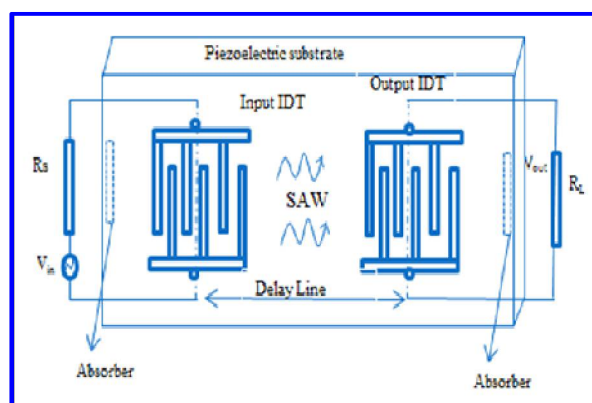 Piezoelectric substrate
Input IDT
Output IDT
Rs
Vin
SAW
Vout
RL
Delay Line
Absorber
Absorber